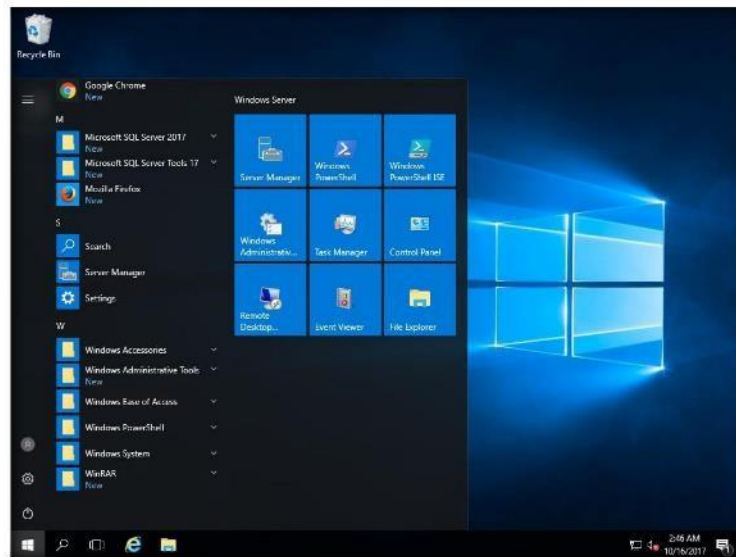 Recycle Bin
Google Chrome
New
M
Microsoft SQL Server 2017
New
Microsoft SQL Server Tools 17
New
Mozilla Firefox
New
S
Search
Server Manager
Settings
W
Windows Accessories
Windows Administrative Tools
New
Windows Ease of Access
Windows PowerShell
Windows System
WinRAR
New
Windows Server
Server Manager
Windows PowerShell
Windows PowerShell ISE
Windows Administrativ...
Task Manager
Control Panel
Remote Desktop...
Event Viewer
File Explorer
2:46 AM
10/16/2017